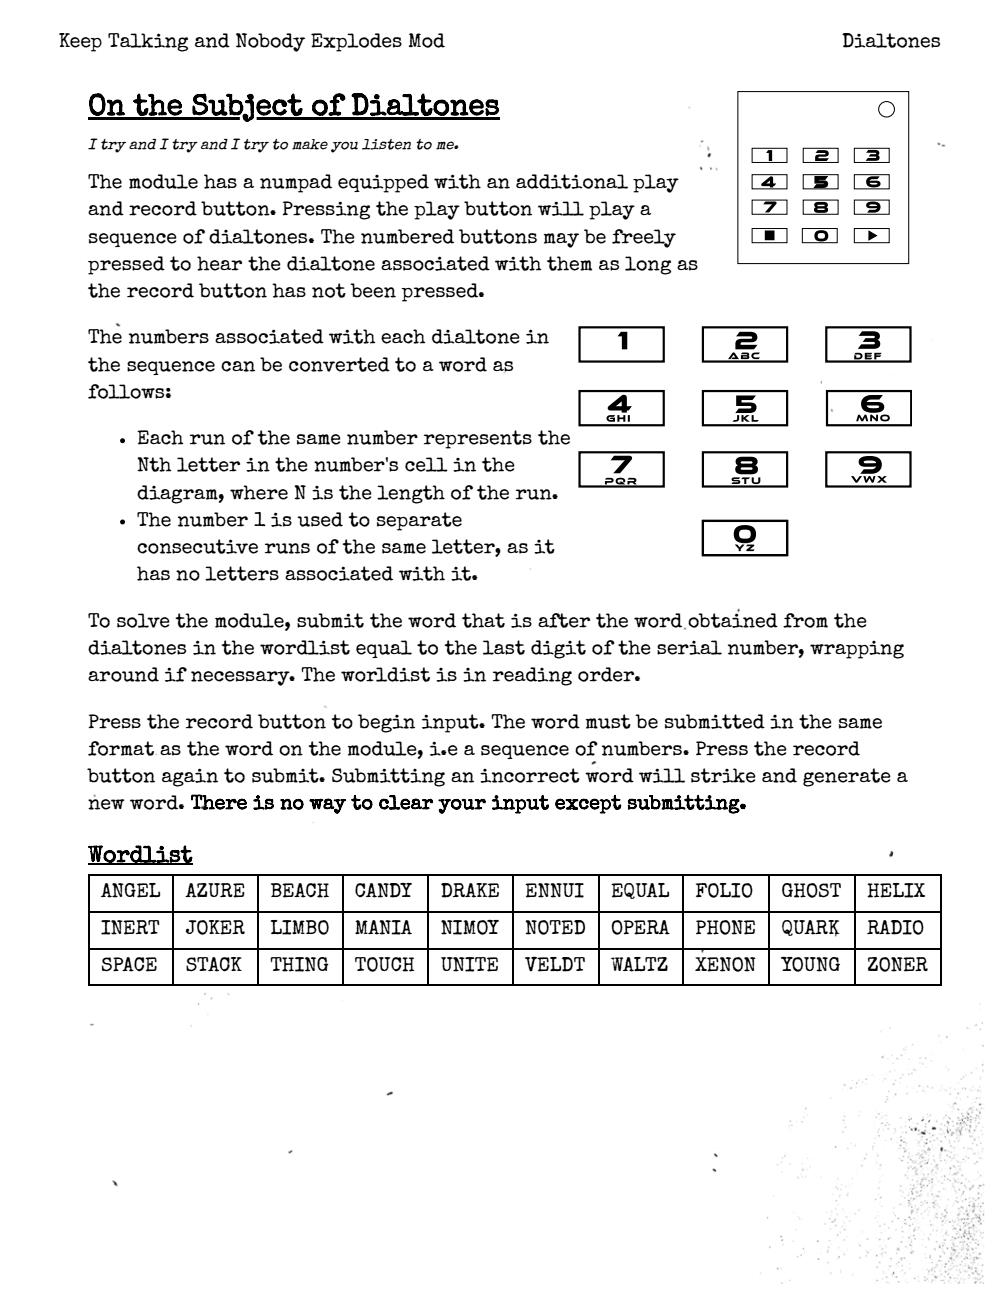 Keep Talking and Nobody Explodes Mod
Dialtones
On the Subject of Dialtones
I try and I try and I try to make you listen to me.
The module has a numpad equipped with an additional play
and record button. Pressing the play button will play a
sequence of dialtones. The numbered buttons may be freely
pressed to hear the dialtone associated with them as long as
the record button has not been pressed.
1 2 3
4 5 6
7 8 9
■ 0 ▶
The numbers associated with each dialtone in
the sequence can be converted to a word as
follows:
• Each run of the same number represents the
Nth letter in the number's cell in the
diagram, where N is the length of the run.
• The number 1 is used to separate
consecutive runs of the same letter, as it
has no letters associated with it.
1 2 3
ABC DEF
4 5 6
GHI JKL MNO
7 8 9
PQR STU VWX
0
YZ
To solve the module, submit the word that is after the word obtained from the
dialtones in the wordlist equal to the last digit of the serial number, wrapping
around if necessary. The worldist is in reading order.
Press the record button to begin input. The word must be submitted in the same
format as the word on the module, i.e a sequence of numbers. Press the record
button again to submit. Submitting an incorrect word will strike and generate a
new word. There is no way to clear your input except submitting.
Wordlist
ANGEL AZURE BEACH CANDY DRAKE ENNUI EQUAL FOLIO GHOST HELIX
INERT JOKER LIMBO MANIA NIMOY NOTED OPERA PHONE QUARK RADIO
SPACE STACK THING TOUCH UNITE VELDT WALTZ XENON YOUNG ZONER